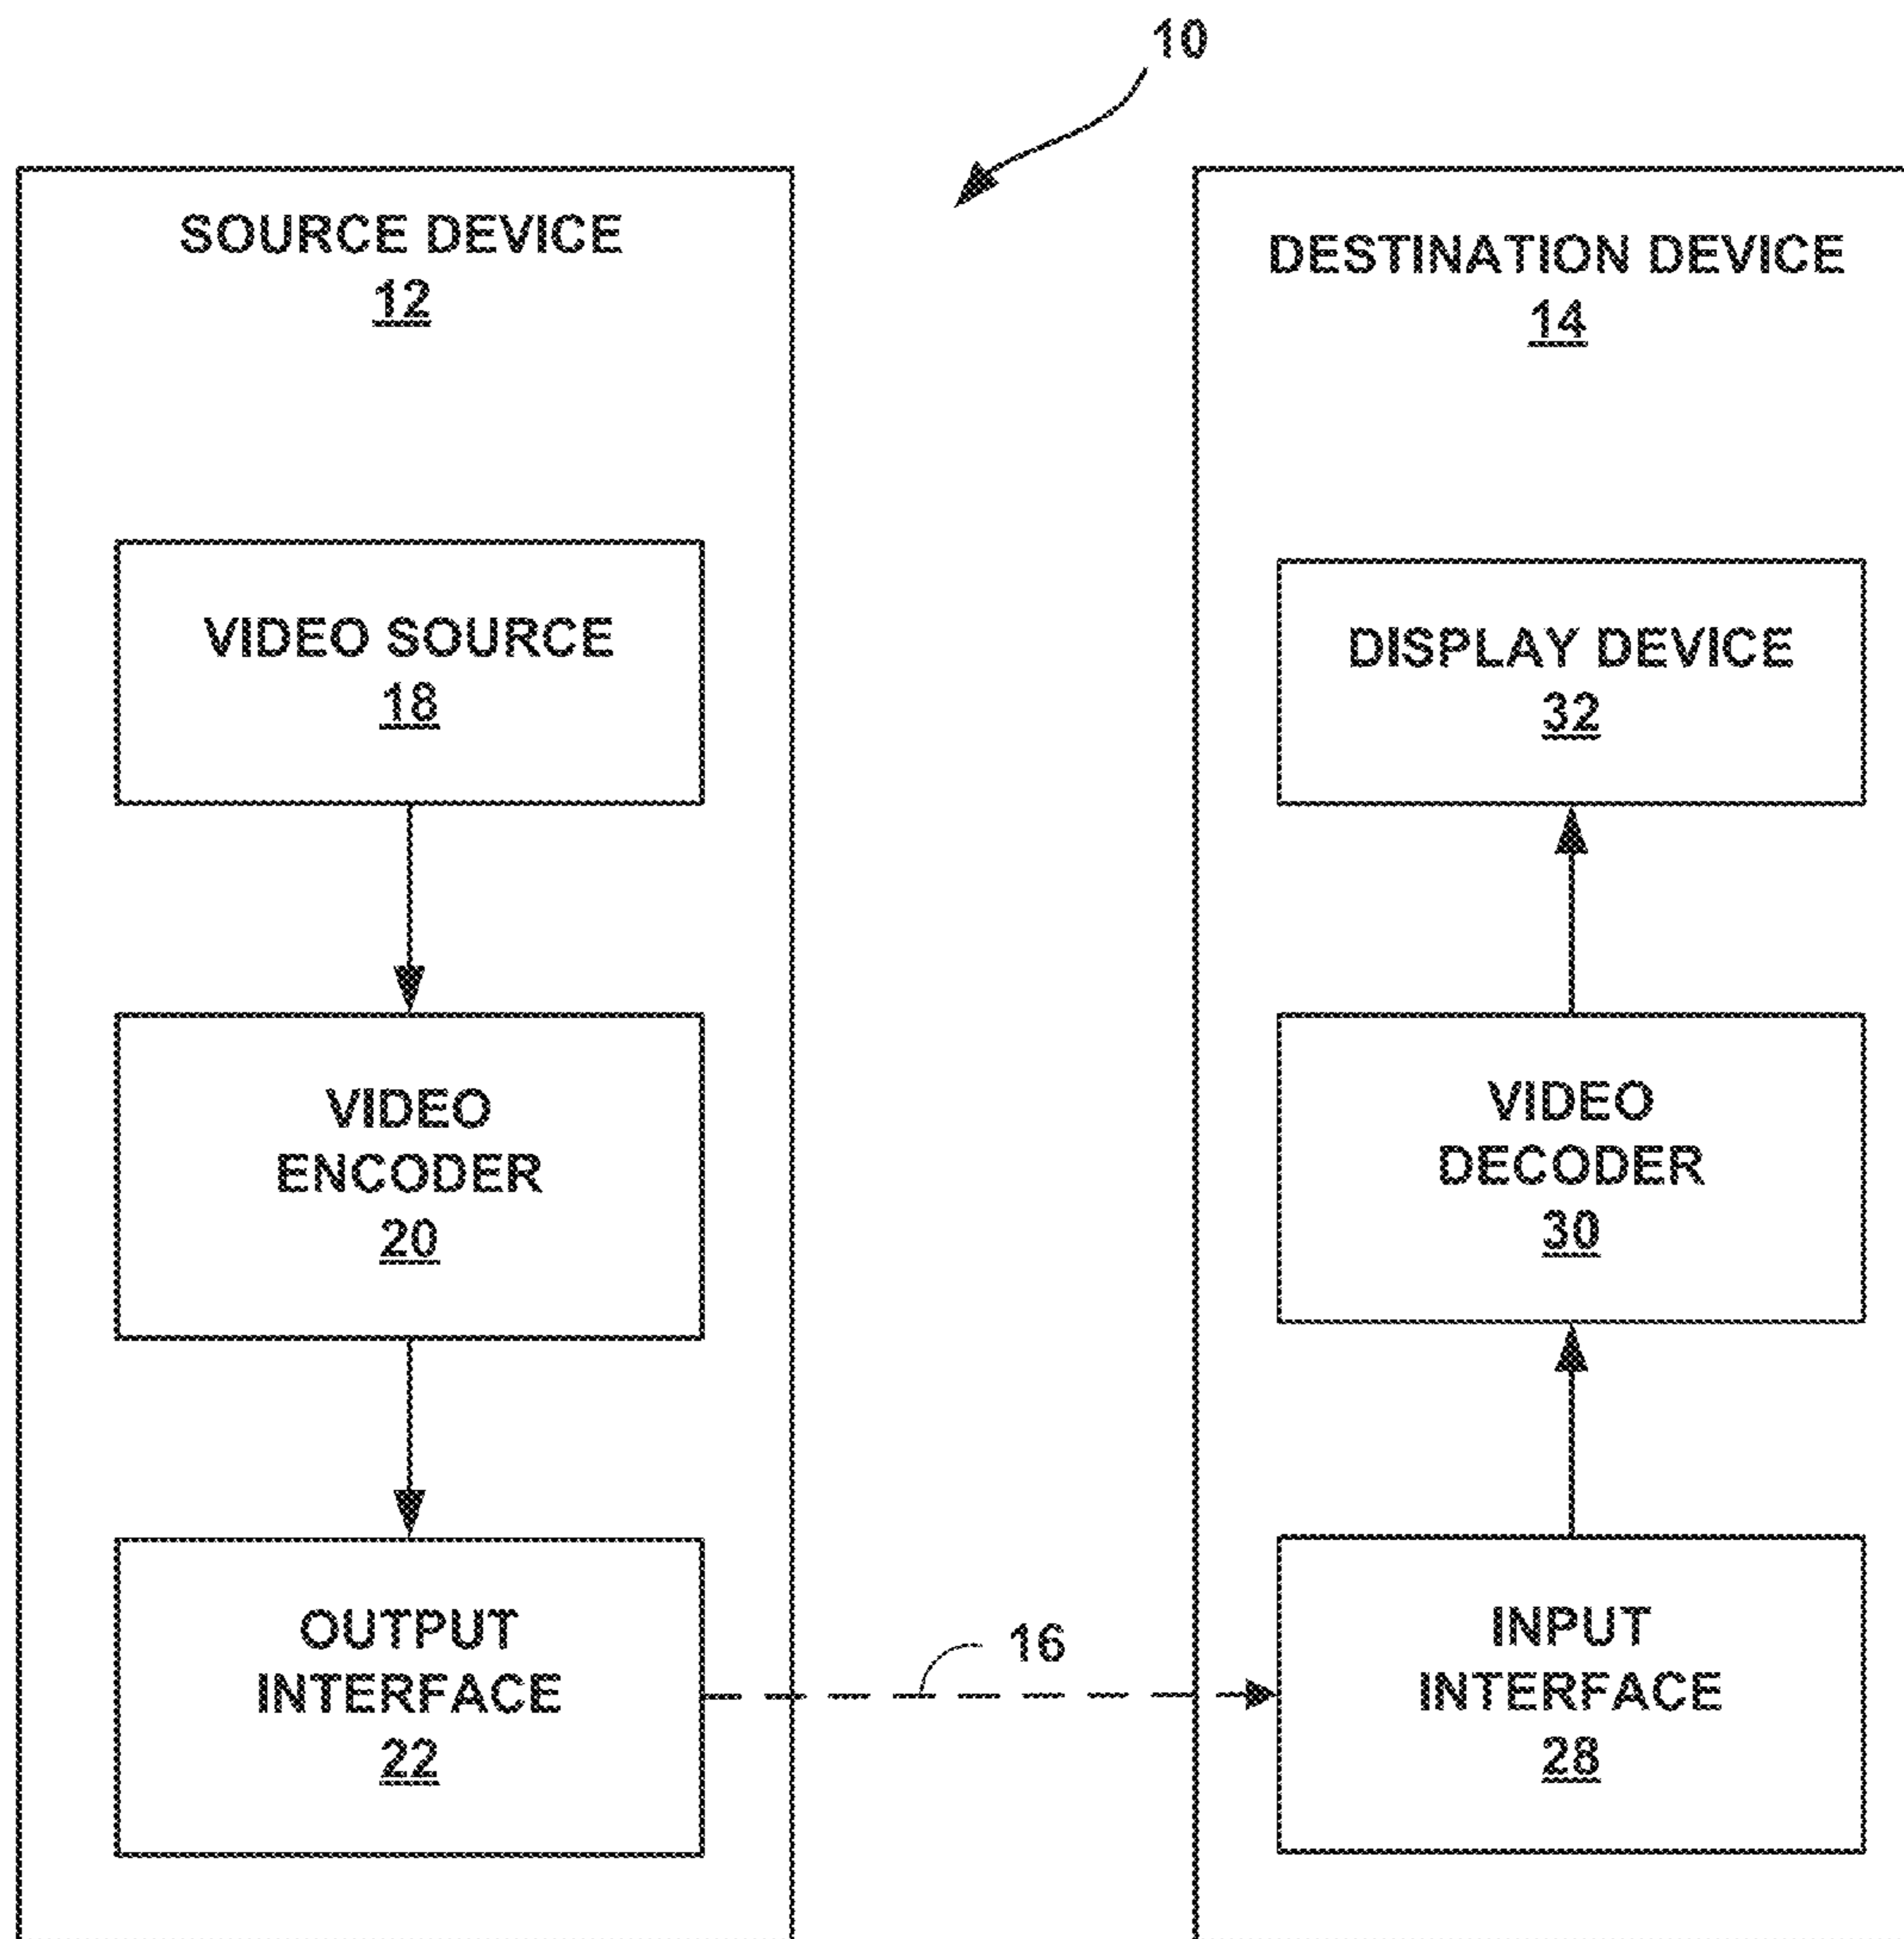 10
SOURCE DEVICE
12
VIDEO SOURCE
18
VIDEO
ENCODER
20
OUTPUT
INTERFACE
22
16
DESTINATION DEVICE
14
DISPLAY DEVICE
32
VIDEO
DECODER
30
INPUT
INTERFACE
28